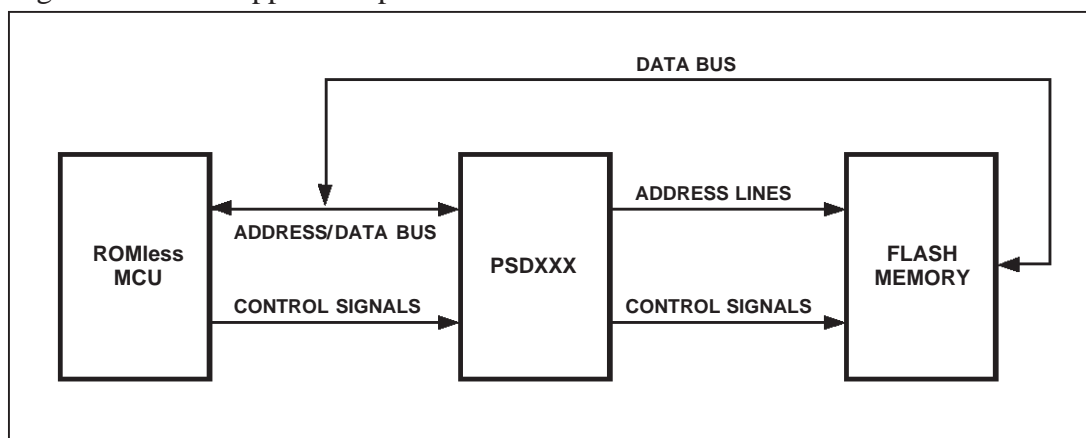 DATA BUS
ADDRESS LINES
ADDRESS/DATA BUS
ROMless
MCU
PSDXXX
FLASH
MEMORY
CONTROL SIGNALS
CONTROL SIGNALS